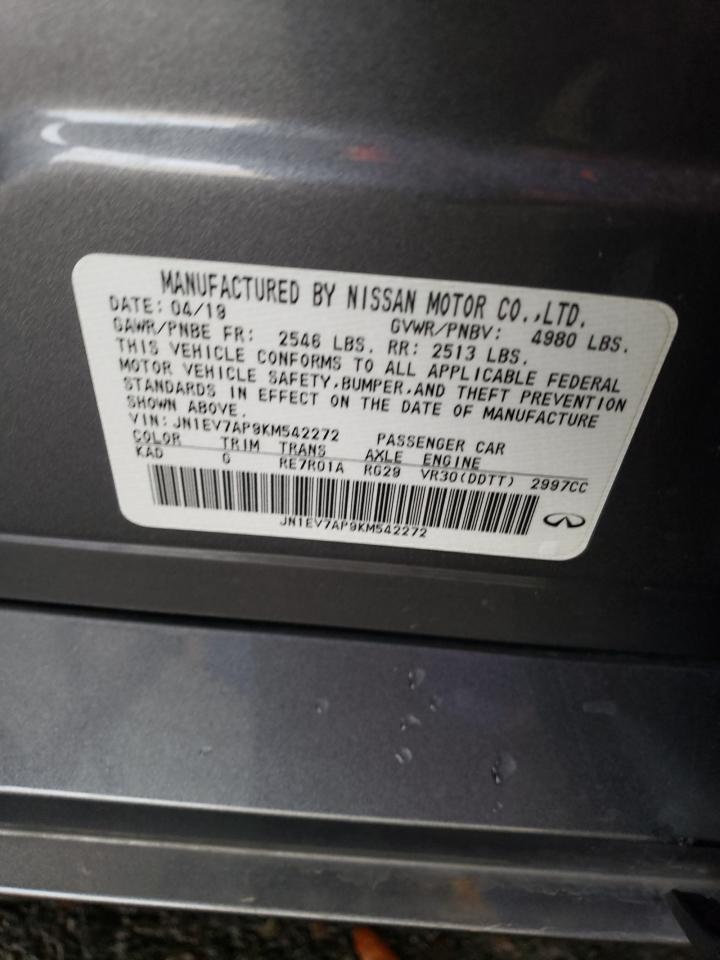 MANUFACTURED BY NISSAN MOTOR CO.,LTD.
DATE: 04/19 GVWR/PNBV: 4980 LBS.
GAWR/PNBE FR: 2546 LBS. RR: 2513 LBS.
THIS VEHICLE CONFORMS TO ALL APPLICABLE FEDERAL
MOTOR VEHICLE SAFETY,BUMPER,AND THEFT PREVENTION
STANDARDS IN EFFECT ON THE DATE OF MANUFACTURE
SHOWN ABOVE.
VIN: JN1EV7AP9KM542272 PASSENGER CAR
COLOR TRIM TRANS AXLE ENGINE
KAD G RE7R01A RG29 VR30(DDTT) 2997CC
JN1EV7AP9KM542272